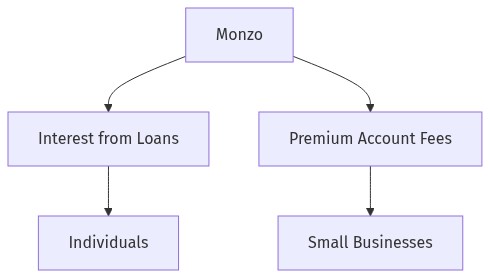 Monzo
Interest from Loans
Premium Account Fees
Individuals
Small Businesses